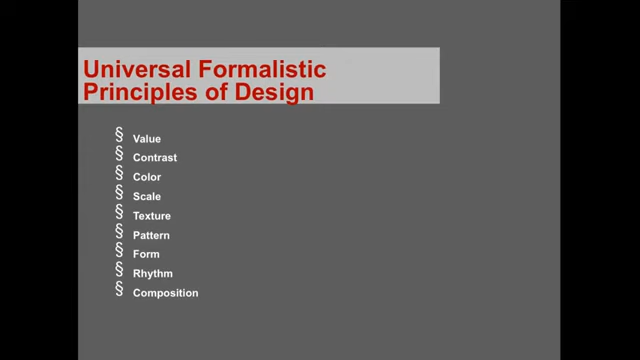 Universal Formalistic
Principles of Design
§ Value
§ Contrast
§ Color
§ Scale
§ Texture
§ Pattern
§ Form
§ Rhythm
§ Composition